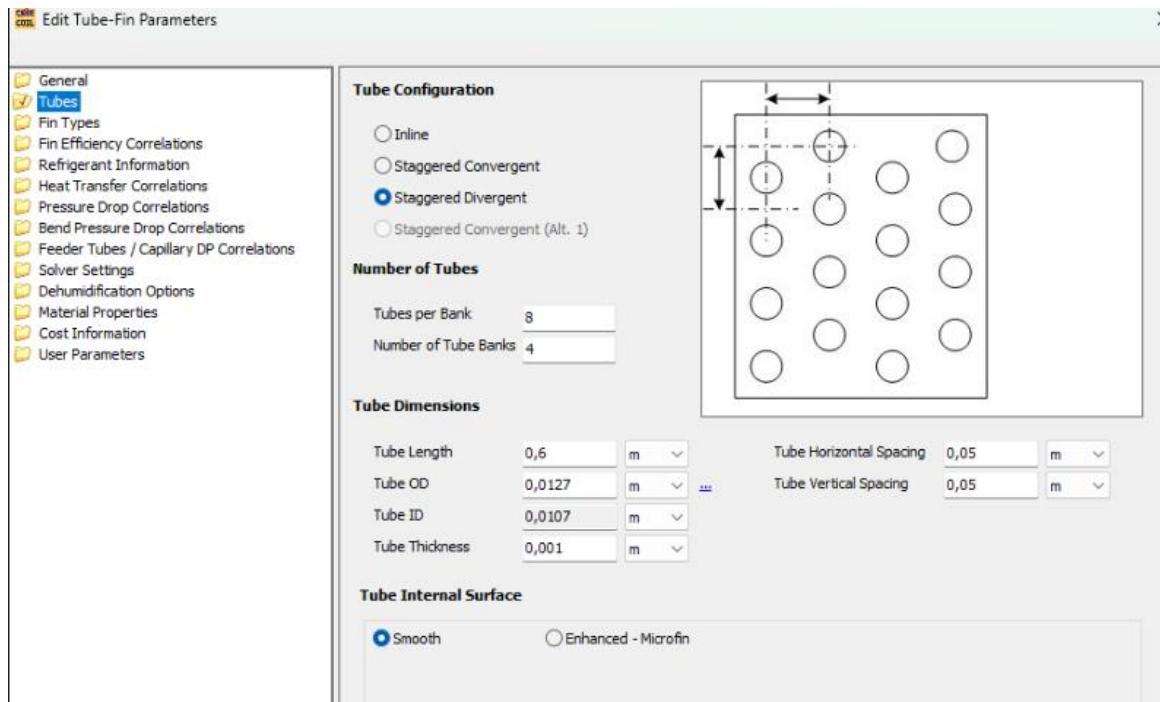 CURE COIL Edit Tube-Fin Parameters
General
Tubes
Fin Types
Fin Efficiency Correlations
Refrigerant Information
Heat Transfer Correlations
Pressure Drop Correlations
Bend Pressure Drop Correlations
Feeder Tubes / Capillary DP Correlations
Solver Settings
Dehumidification Options
Material Properties
Cost Information
User Parameters
Tube Configuration
Inline
Staggered Convergent
Staggered Divergent
Staggered Convergent (Alt. 1)
Number of Tubes
Tubes per Bank 8
Number of Tube Banks 4
Tube Dimensions
Tube Length 0,6 m
Tube OD 0,0127 m ...
Tube ID 0,0107 m
Tube Thickness 0,001 m
Tube Horizontal Spacing 0,05 m
Tube Vertical Spacing 0,05 m
Tube Internal Surface
Smooth Enhanced - Microfin